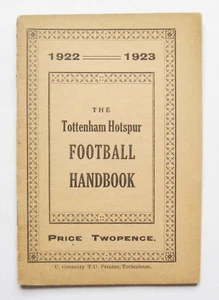 1922 — 1923
THE
Tottenham Hotspur
FOOTBALL
HANDBOOK
PRICE TWOPENCE.
C. Coventry T.U. Printer, Tottenham.